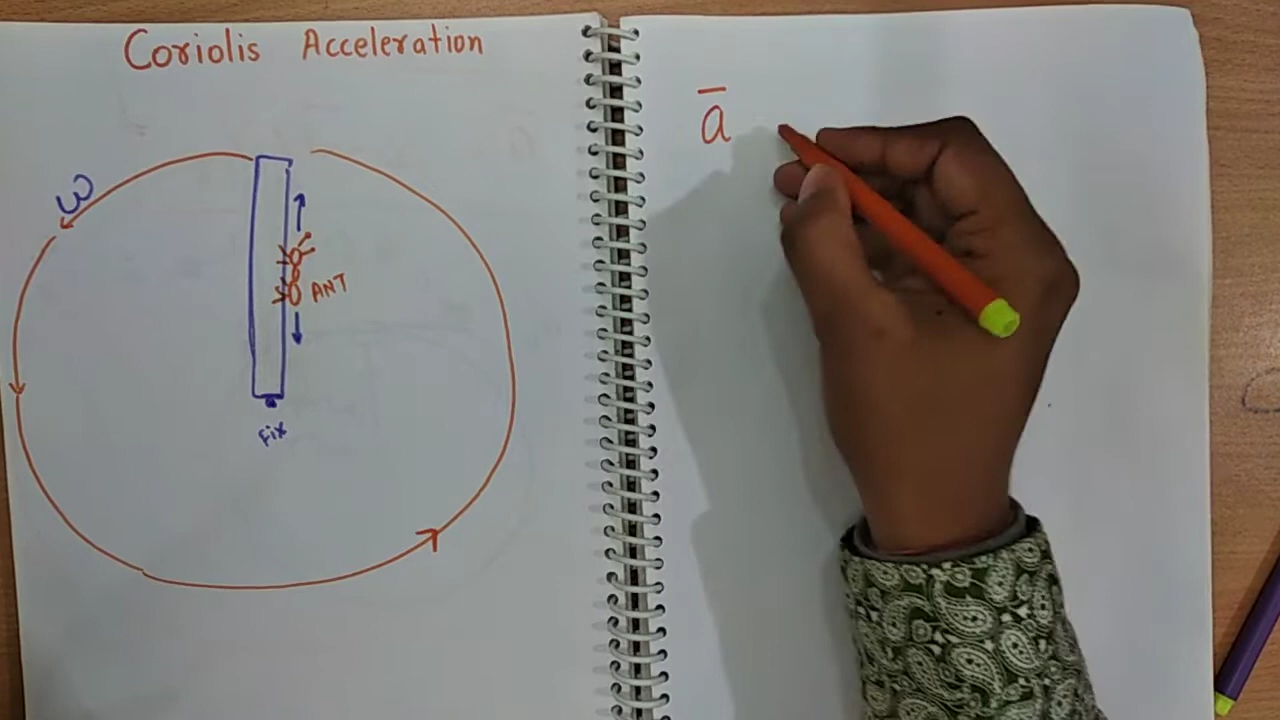 Coriolis Acceleration
ω
ANT
Fix
a̅